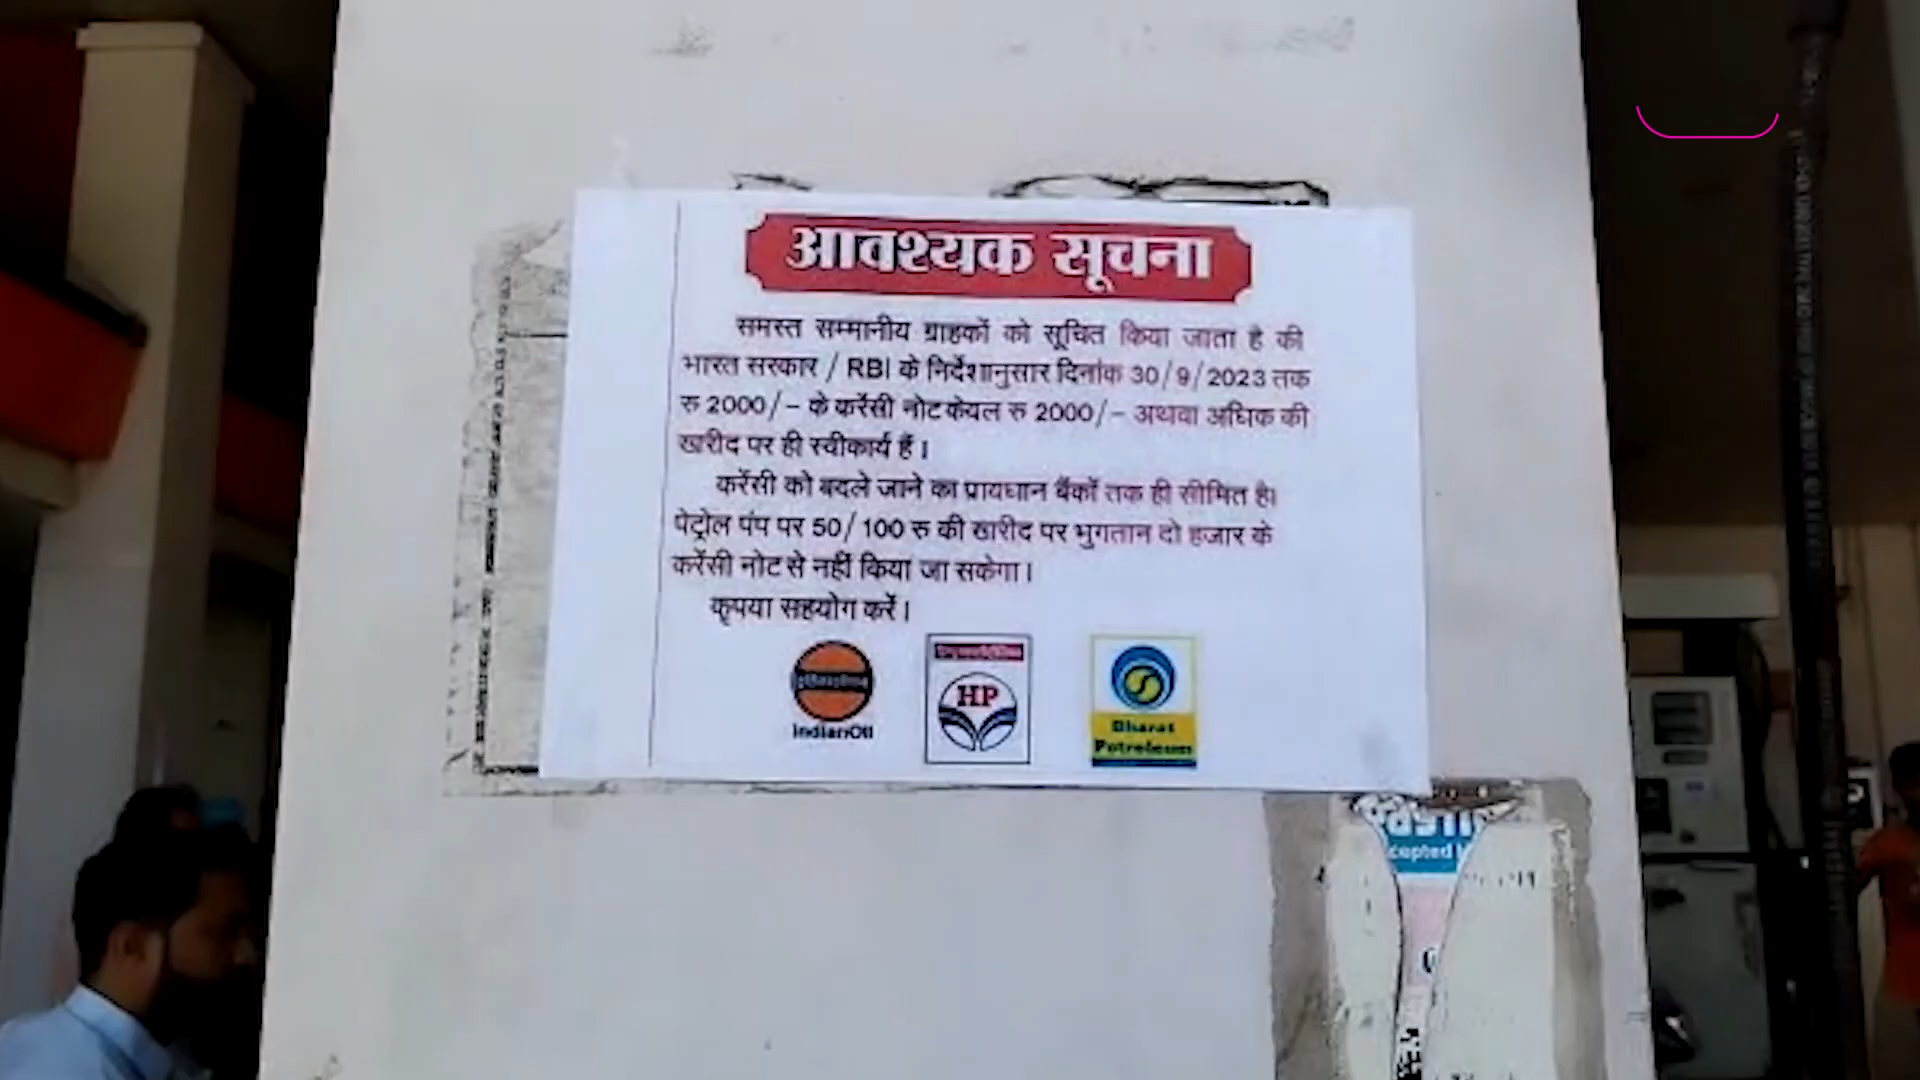 आवश्यक सूचना
समस्त सम्मानीय ग्राहकों को सूचित किया जाता है की
भारत सरकार / RBI के निर्देशानुसार दिनांक 30/9/2023 तक
रु 2000/- के करेंसी नोट केवल रु 2000/- अथवा अधिक की
खरीद पर ही स्वीकार्य हैं ।
करेंसी को बदले जाने का प्रावधान बैंकों तक ही सीमित है।
पेट्रोल पंप पर 50/100 रु की खरीद पर भुगतान दो हजार के
करेंसी नोट से नहीं किया जा सकेगा ।
कृपया सहयोग करें ।
IndianOil
HP
Bharat
Petroleum